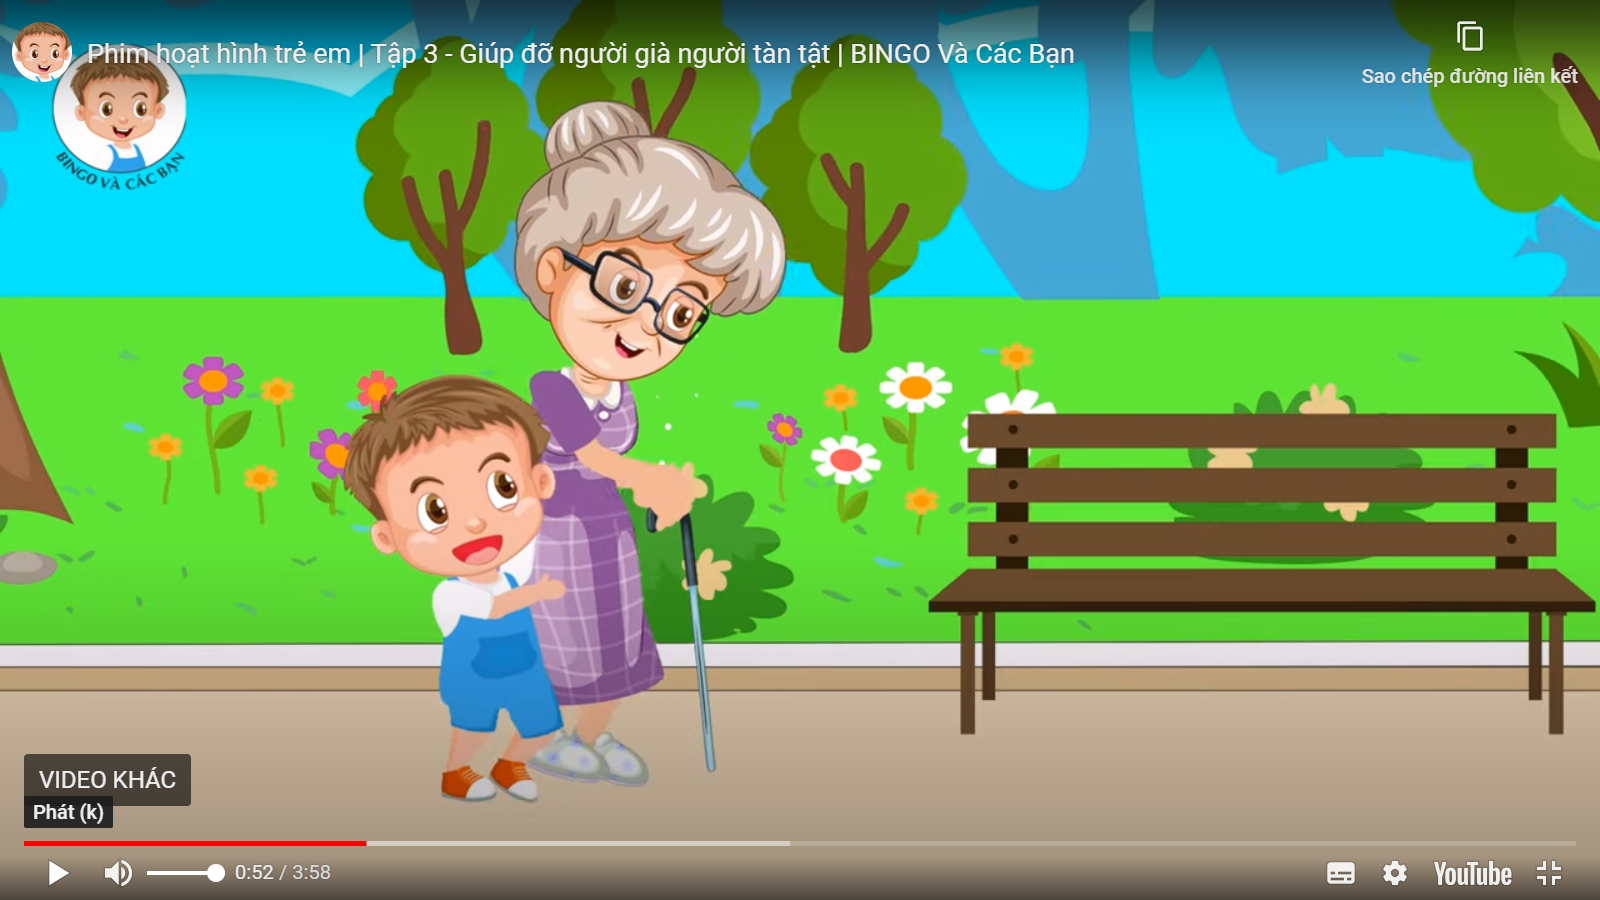 Phim hoạt hình trẻ em | Tập 3 - Giúp đỡ người già người tàn tật | BINGO Và Các Bạn
Sao chép đường liên kết
BINGO VÀ CÁC BẠN
VIDEO KHÁC
Phát (k)
0:52 / 3:58
YouTube